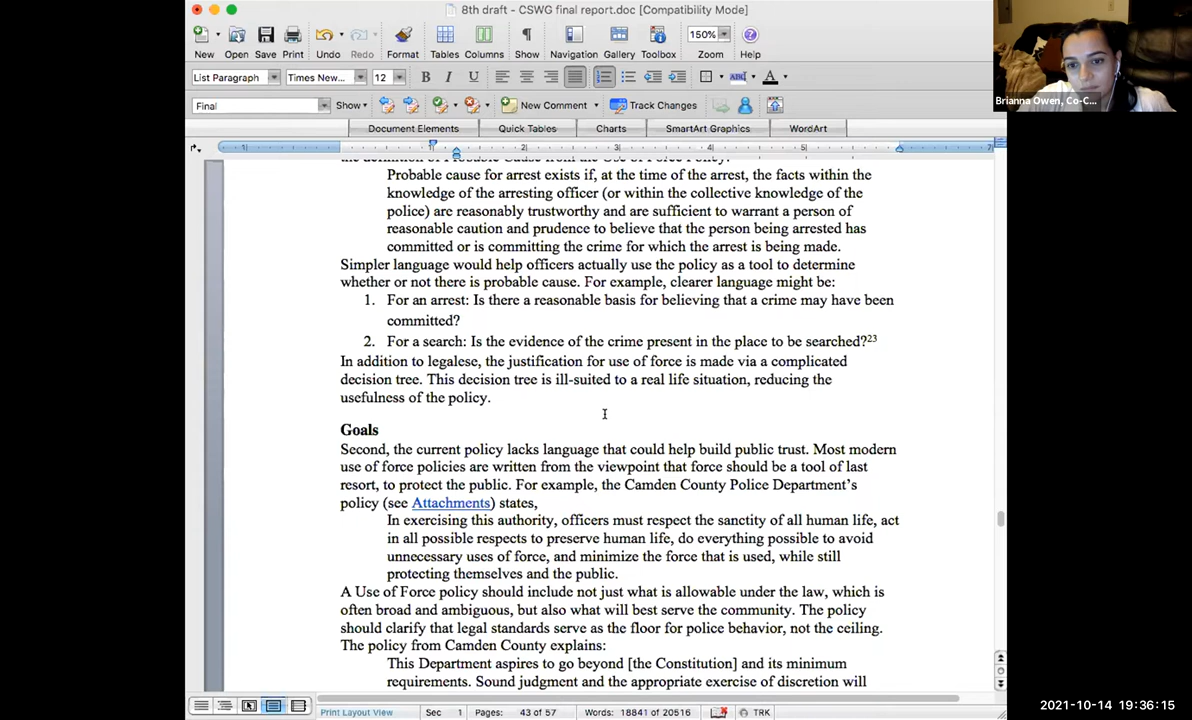 8th draft - CSWG final report.doc [Compatibility Mode]
150%
New Open Save Print Undo Redo Format Tables Columns Show Navigation Gallery Toolbox Zoom Help
List Paragraph Times New... 12 B I U A
Final Show New Comment Track Changes
Document Elements Quick Tables Charts SmartArt Graphics WordArt
Brianna Owen, Co-C...
the definition of Probable Cause from the Use of Force Policy:
Probable cause for arrest exists if, at the time of the arrest, the facts within the
knowledge of the arresting officer (or within the collective knowledge of the
police) are reasonably trustworthy and are sufficient to warrant a person of
reasonable caution and prudence to believe that the person being arrested has
committed or is committing the crime for which the arrest is being made.
Simpler language would help officers actually use the policy as a tool to determine
whether or not there is probable cause. For example, clearer language might be:
1. For an arrest: Is there a reasonable basis for believing that a crime may have been
committed?
2. For a search: Is the evidence of the crime present in the place to be searched?23
In addition to legalese, the justification for use of force is made via a complicated
decision tree. This decision tree is ill-suited to a real life situation, reducing the
usefulness of the policy.
Goals
Second, the current policy lacks language that could help build public trust. Most modern
use of force policies are written from the viewpoint that force should be a tool of last
resort, to protect the public. For example, the Camden County Police Department's
policy (see Attachments) states,
In exercising this authority, officers must respect the sanctity of all human life, act
in all possible respects to preserve human life, do everything possible to avoid
unnecessary uses of force, and minimize the force that is used, while still
protecting themselves and the public.
A Use of Force policy should include not just what is allowable under the law, which is
often broad and ambiguous, but also what will best serve the community. The policy
should clarify that legal standards serve as the floor for police behavior, not the ceiling.
The policy from Camden County explains:
This Department aspires to go beyond [the Constitution] and its minimum
requirements. Sound judgment and the appropriate exercise of discretion will
Print Layout View Sec 1 Pages: 43 of 57 Words: 18841 of 20516 TRK
2021-10-14 19:36:15